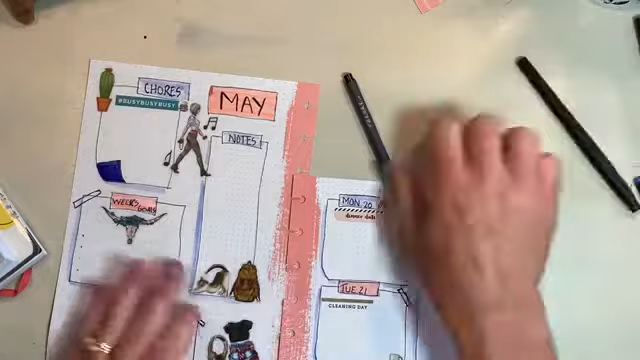 CHORES
#BUSYBUSYBUSY
MAY
NOTES
WEEKS
GOALS
MON. 20
dinner date
TUE. 21
CLEANING DAY